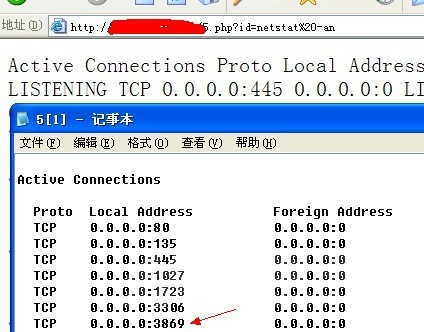 地址(D) http:// /5.php?id=netstat%20-an
Active Connections Proto Local Address
LISTENING TCP 0.0.0.0:445 0.0.0.0:0 LI
5[1] - 记事本
文件(F) 编辑(E) 格式(O) 查看(V) 帮助(H)
Active Connections
Proto Local Address Foreign Address
TCP 0.0.0.0:80 0.0.0.0:0
TCP 0.0.0.0:135 0.0.0.0:0
TCP 0.0.0.0:445 0.0.0.0:0
TCP 0.0.0.0:1027 0.0.0.0:0
TCP 0.0.0.0:1723 0.0.0.0:0
TCP 0.0.0.0:3306 0.0.0.0:0
TCP 0.0.0.0:3869 0.0.0.0:0